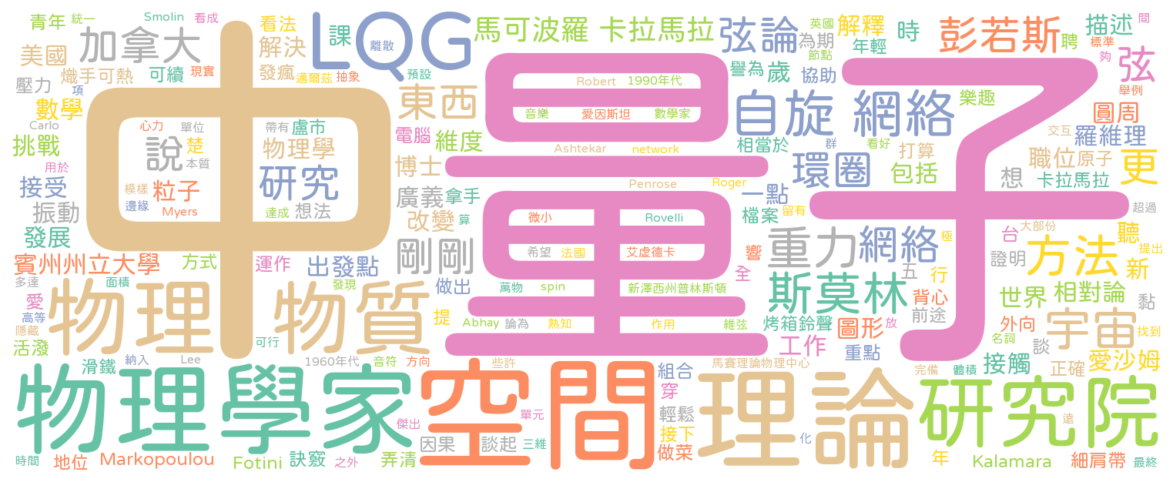 青年 統一 Smolin 看成
加拿大
美國
熾手可熱
壓力 可續 現實
數學 項
Carlo
挑戰
用於
接受
振動
發展
看法
解決
發瘋
LQG
課
離散
邁爾茲 抽象
預設
馬可波羅 卡拉馬拉
弦論
英國
為期
節點
解釋
年輕
時
彭若斯
描述
聘
標準
間
夠
弦
舉例
譽為 歲
協助
樂趣
圓周
中
心力 單位
帶有 盧市
說 楚
本質
物理學
模樣 粒子
研究
邊緣 Myers
達成 想法
東西
電腦 維度
博士
廣義 拿手
改變 算
剛剛
量
Robert 1990年代
音樂 愛因斯坦 數學家
Ashtekar network
Penrose Roger
微小 Rovelli
希望 法國 艾虛德卡
萬物 spin 新澤西州普林斯頓
Abhay 論為 熟知 作用 維弦
子
自旋 網絡
相當於 群 看好 打算
環圈 包括
一點
檔案
留有
交互 羅維理
職位 原子
想 卡拉馬拉
更
超過
大部份
台 極
聽 提出
證明
方法 新
重力 網絡
響
全
五 行
斯莫林
背心
前途
世界 相對論
黏
賓州州立大學
方式
運作
出發點
做出
多達 面積 發現
愛
高等
隱藏
活潑
物理 物質
提
可行
烤箱鈴聲 圖形 放
工作 重點
外向
名詞
談
宇宙
找到
接觸 正確 愛沙姆
滑鐵 納入 Lee
1960年代 音符 方向
些許
組合
馬賽理論物理中心
完備 體積
物理學家 空間 理論 研究院
穿
輕鬆
接下
做菜
傑出 單元
因果 談起 三維
化
遠
時間 地位 Markopoulou Fotini 訣竅 之外 弄清
年 Kalamara 細肩帶 最終